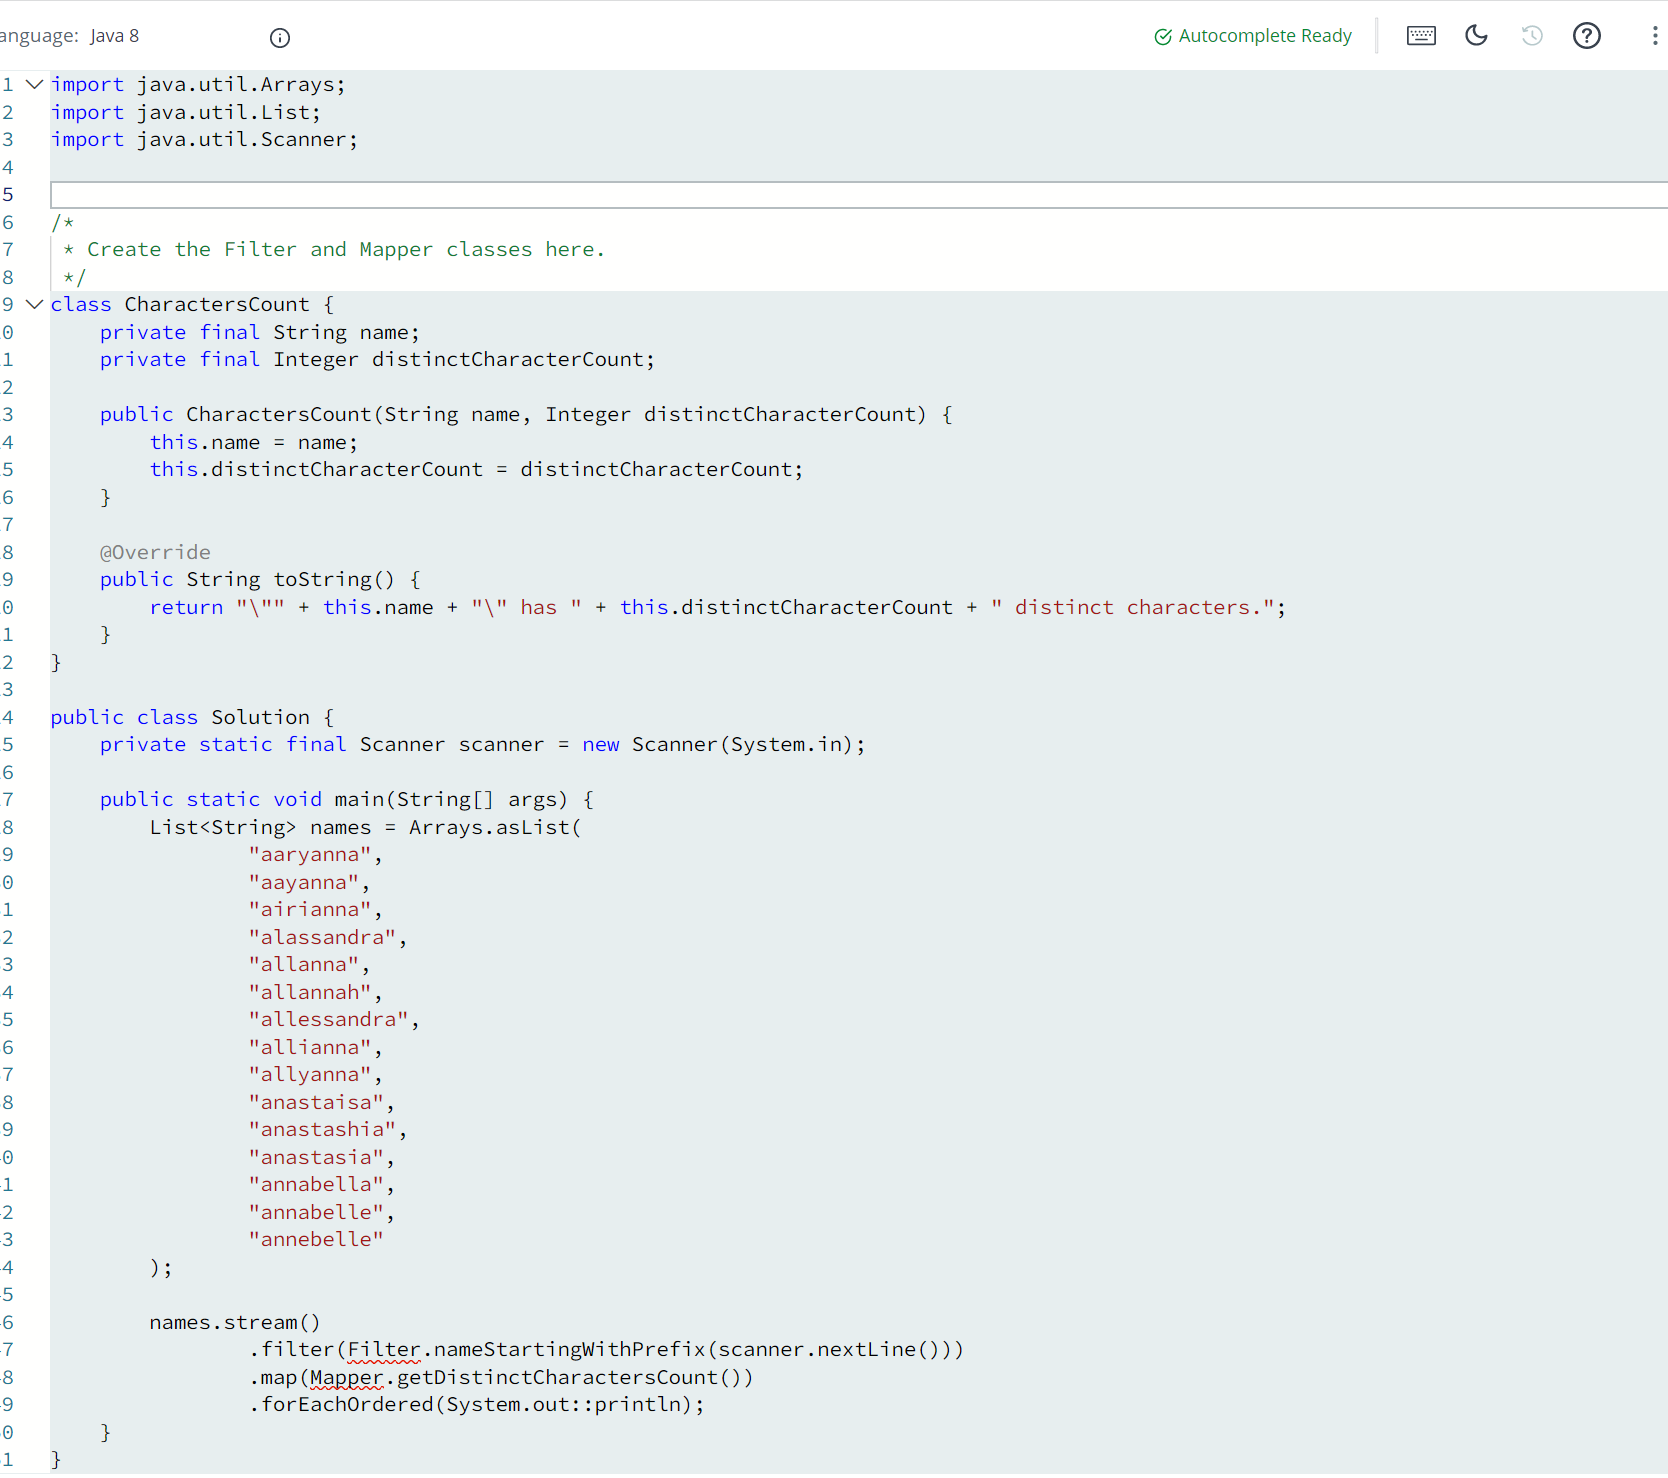 anguage: Java 8
Autocomplete Ready
1 import java.util.Arrays;
2 import java.util.List;
3 import java.util.Scanner;
4
5
6 /*
7 * Create the Filter and Mapper classes here.
8 */
9 class CharactersCount {
0 private final String name;
1 private final Integer distinctCharacterCount;
2
3 public CharactersCount(String name, Integer distinctCharacterCount) {
4 this.name = name;
5 this.distinctCharacterCount = distinctCharacterCount;
6 }
7
8 @Override
9 public String toString() {
0 return "\"" + this.name + "\" has " + this.distinctCharacterCount + " distinct characters.";
1 }
2 }
3
4 public class Solution {
5 private static final Scanner scanner = new Scanner(System.in);
6
7 public static void main(String[] args) {
8 List<String> names = Arrays.asList(
9 "aaryanna",
0 "aayanna",
1 "airianna",
2 "alassandra",
3 "allanna",
4 "allannah",
5 "allessandra",
6 "allianna",
7 "allyanna",
8 "anastaisa",
9 "anastashia",
0 "anastasia",
1 "annabella",
2 "annabelle",
3 "annebelle"
4 );
5
6 names.stream()
7 .filter(Filter.nameStartingWithPrefix(scanner.nextLine()))
8 .map(Mapper.getDistinctCharactersCount())
9 .forEachOrdered(System.out::println);
0 }
1 }